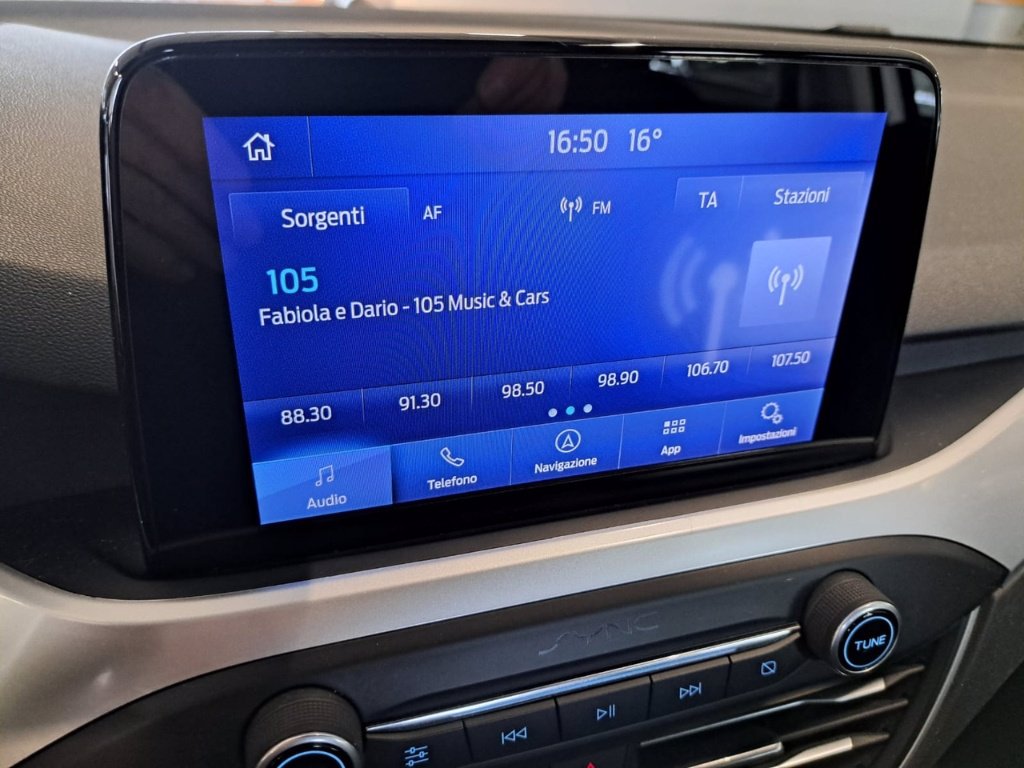 16:50 16°
Sorgenti AF FM TA Stazioni
105
Fabiola e Dario - 105 Music & Cars
88.30 91.30 98.50 98.90 106.70 107.50
Audio Telefono Navigazione App Impostazioni
SYNC
TUNE